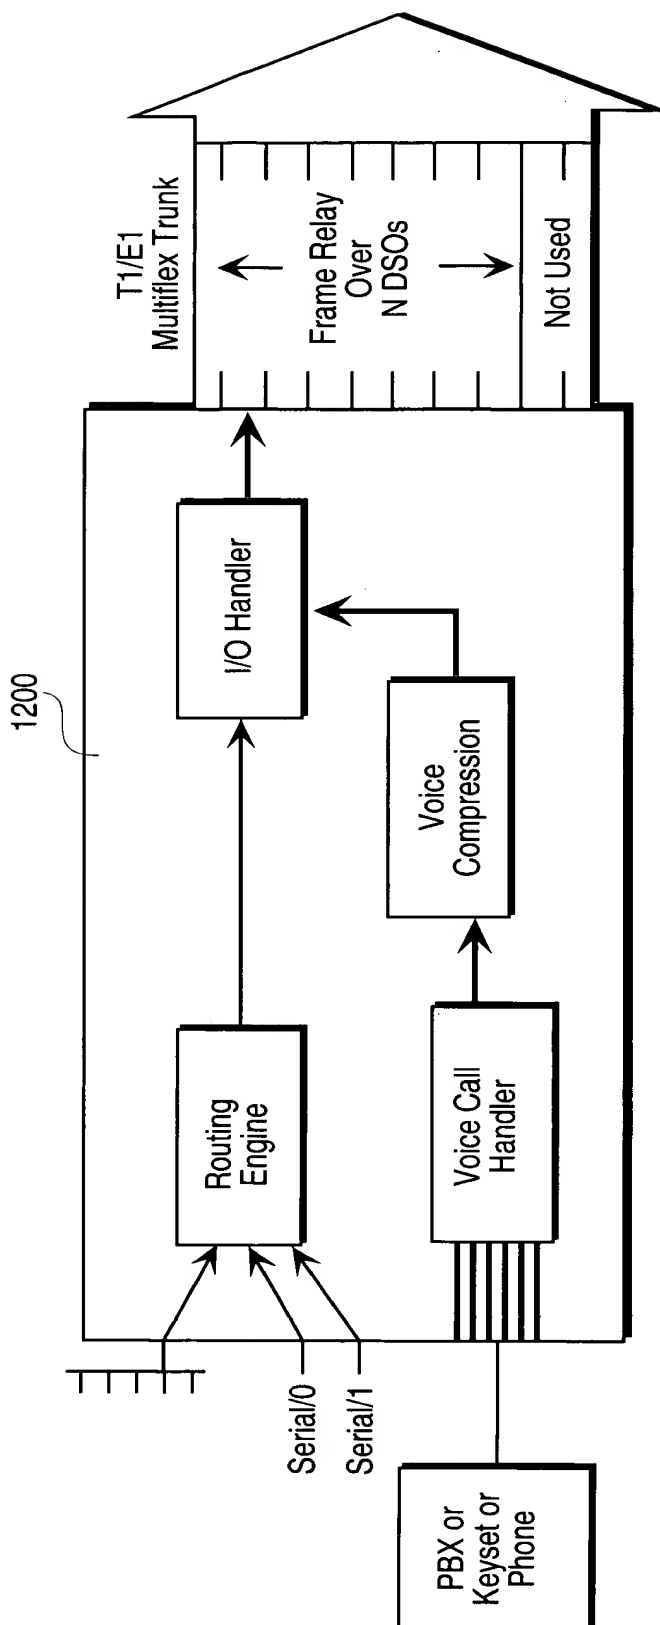 1200
T1/E1
Multiflex Trunk
Routing
Engine
I/O Handler
Frame Relay
Over
N DSOs
Not Used
Serial/0
Serial/1
Voice Call
Handler
Voice
Compression
PBX or
Keyset or
Phone